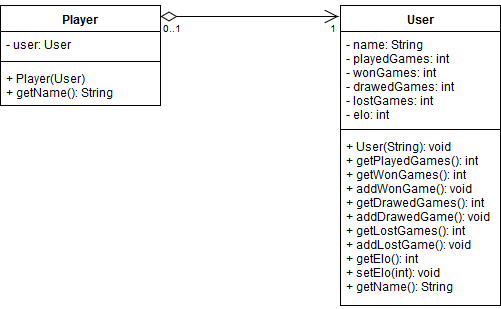 Player
- user: User
+ Player(User)
+ getName(): String
0..1
1
User
- name: String
- playedGames: int
- wonGames: int
- drawedGames: int
- lostGames: int
- elo: int
+ User(String): void
+ getPlayedGames(): int
+ getWonGames(): int
+ addWonGame(): void
+ getDrawedGames(): int
+ addDrawedGame(): void
+ getLostGames(): int
+ addLostGame(): void
+ getElo(): int
+ setElo(int): void
+ getName(): String